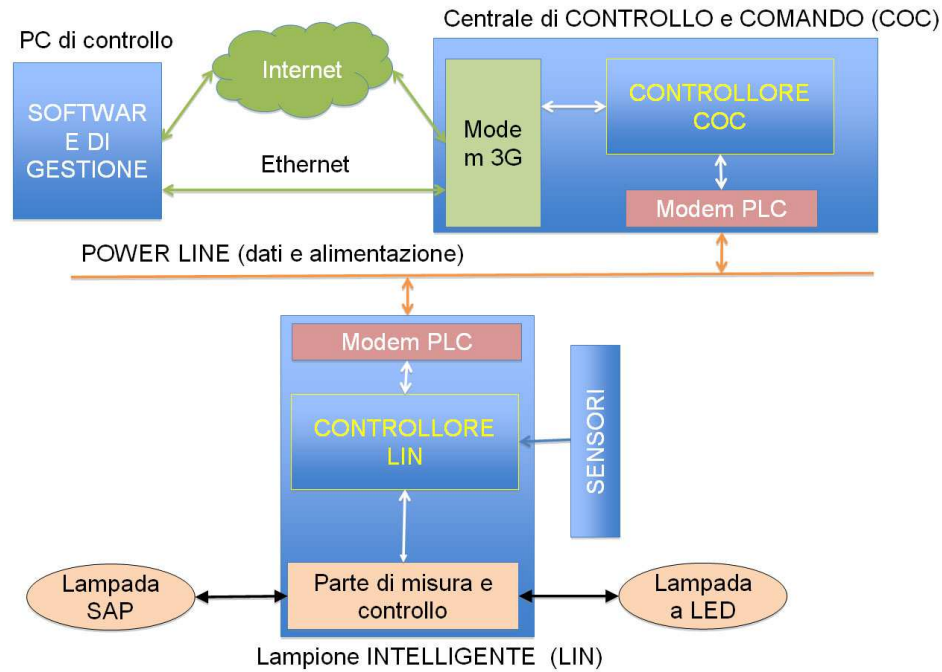 Centrale di CONTROLLO e COMANDO (COC)
PC di controllo
Internet
SOFTWAR
E DI
GESTIONE
Ethernet
Mode
m 3G
CONTROLLORE
COC
Modem PLC
POWER LINE (dati e alimentazione)
Modem PLC
CONTROLLORE
LIN
SENSORI
Lampada
SAP
Parte di misura e
controllo
Lampada
a LED
Lampione INTELLIGENTE (LIN)